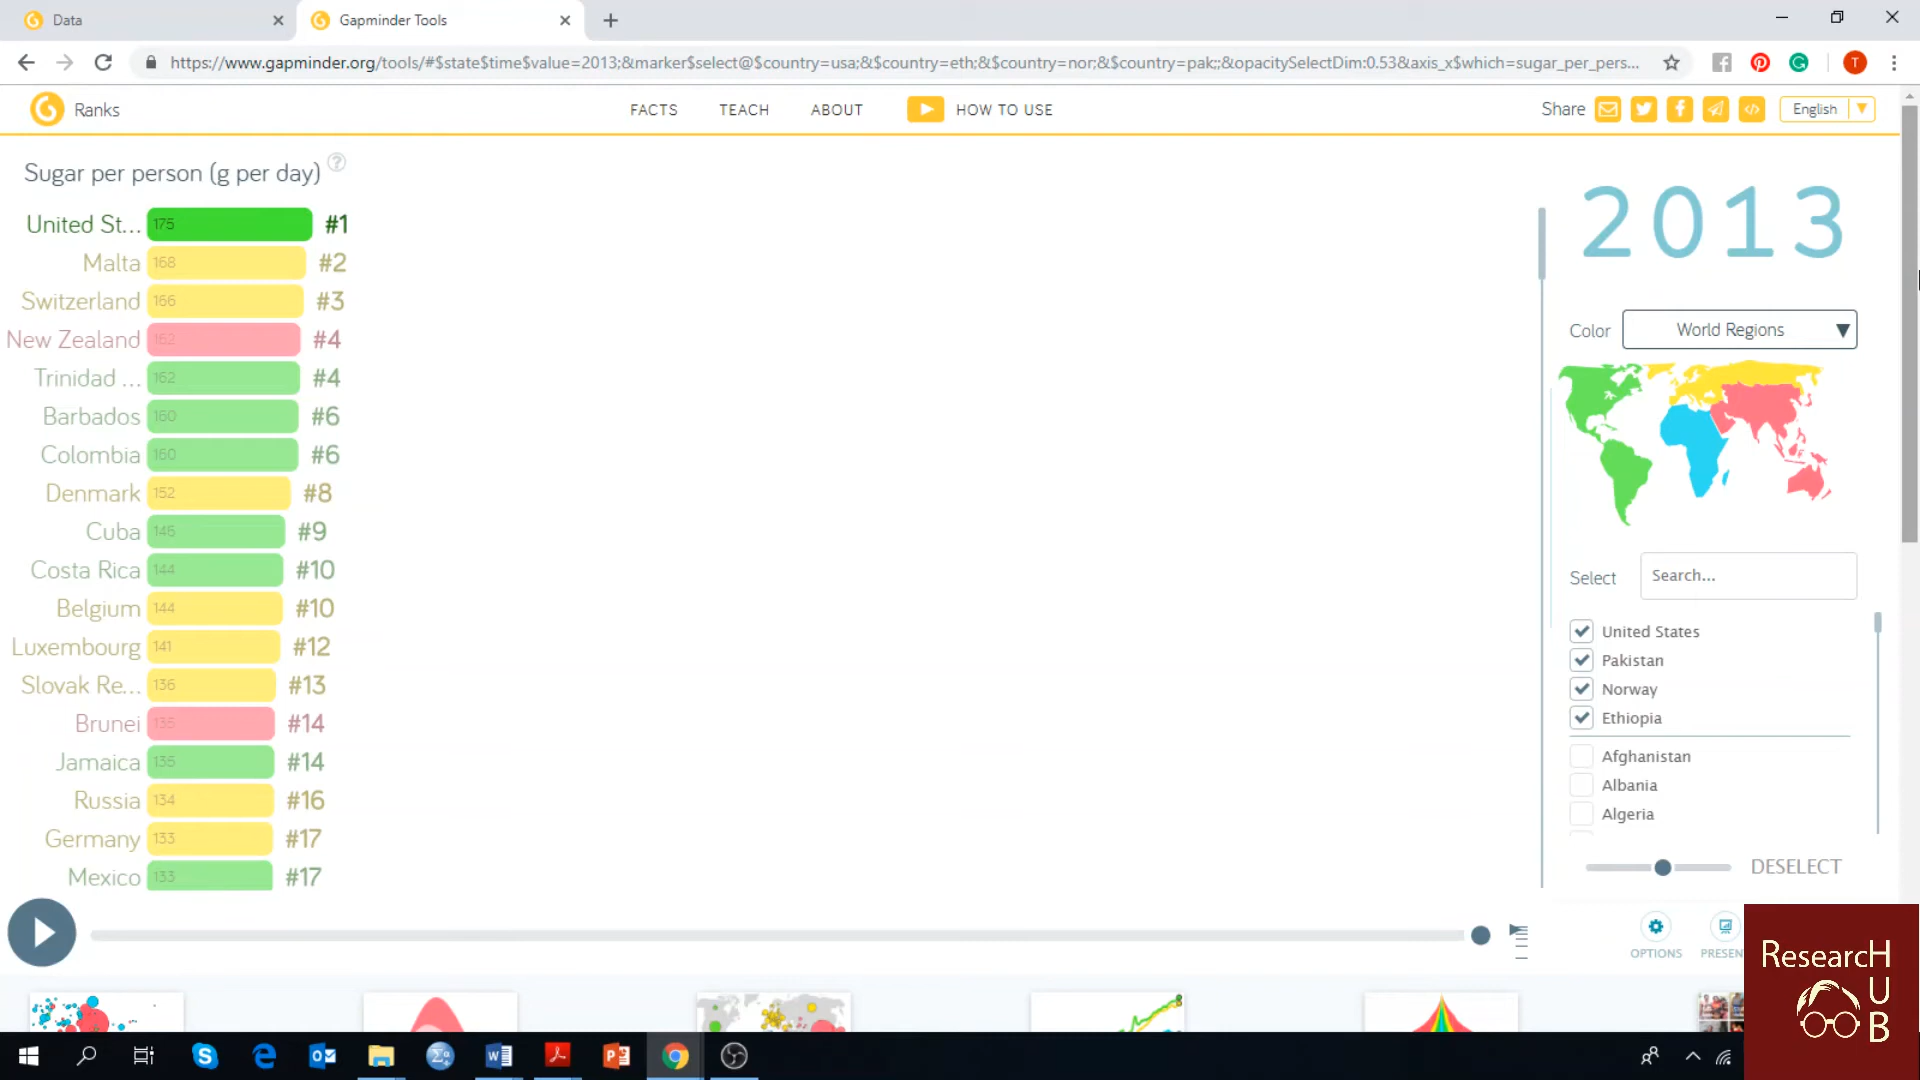 Data
Gapminder Tools
https://www.gapminder.org/tools/#$state$time$value=2013;&marker$select@$country=usa;&$country=eth;&$country=nor;&$country=pak;;&opacitySelectDim:0.53&axis_x$which=sugar_per_pers...
T
Ranks
FACTS
TEACH
ABOUT
HOW TO USE
Share
English
Sugar per person (g per day) ?
2013
United St... 175 #1
Malta 168 #2
Switzerland 166 #3
New Zealand 162 #4
Trinidad ... 162 #4
Barbados 160 #6
Colombia 160 #6
Denmark 152 #8
Cuba 145 #9
Costa Rica 144 #10
Belgium 144 #10
Luxembourg 141 #12
Slovak Re... 136 #13
Brunei 135 #14
Jamaica 135 #14
Russia 134 #16
Germany 133 #17
Mexico 133 #17
Color World Regions
Select Search...
United States
Pakistan
Norway
Ethiopia
Afghanistan
Albania
Algeria
DESELECT
OPTIONS
PRESEN
ResearcH
U
B